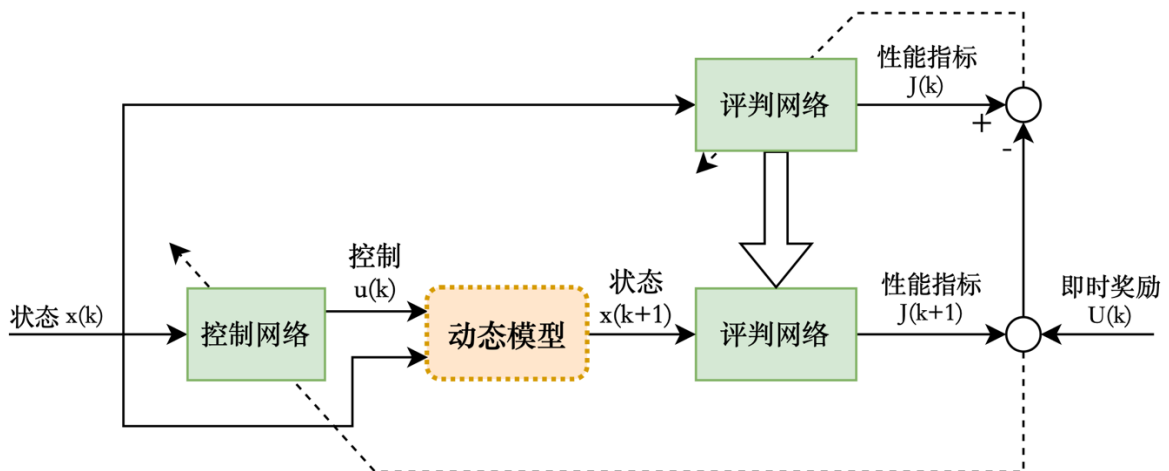 性能指标
J(k)
评判网络
+
-
控制
u(k)
状态
x(k+1)
性能指标
J(k+1)
即时奖励
U(k)
状态 x(k)
控制网络
动态模型
评判网络